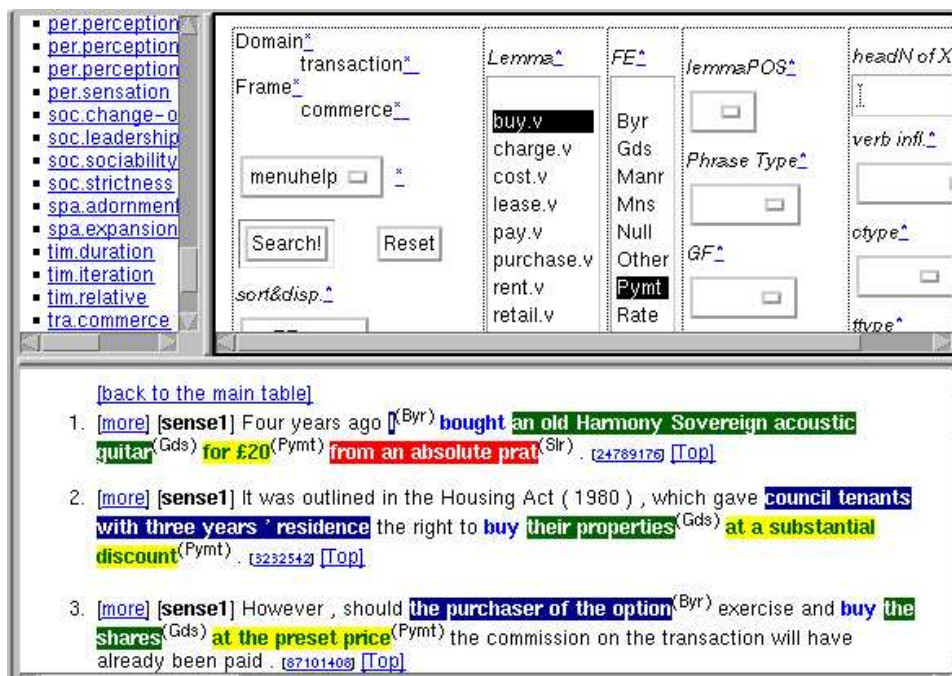 per.perception
per.perception
per.perception
per.sensation
soc.change-o
soc.leadership
soc.sociability
soc.strictness
spa.adornment
spa.expansion
tim.duration
tim.iteration
tim.relative
tra.commerce
Domain*
transaction*
Frame*
commerce*
menuhelp *
Search! Reset
sort&disp.*
Lemma*
buy.v
charge.v
cost.v
lease.v
pay.v
purchase.v
rent.v
retail.v
FE*
Byr
Gds
Manr
Mns
Null
Other
Pymt
Rate
lemmaPOS*
Phrase Type*
GF*
headN of X
verb infl.*
ctype*
ttype*
[back to the main table]
1. [more] [sense1] Four years ago I(Byr) bought an old Harmony Sovereign acoustic
guitar(Gds) for £20(Pymt) from an absolute prat(Slr) . [24789176] [Top]
2. [more] [sense1] It was outlined in the Housing Act ( 1980 ) , which gave council tenants
with three years ' residence the right to buy their properties(Gds) at a substantial
discount(Pymt) . [3232542] [Top]
3. [more] [sense1] However , should the purchaser of the option(Byr) exercise and buy the
shares(Gds) at the preset price(Pymt) the commission on the transaction will have
already been paid . [87101408] [Top]